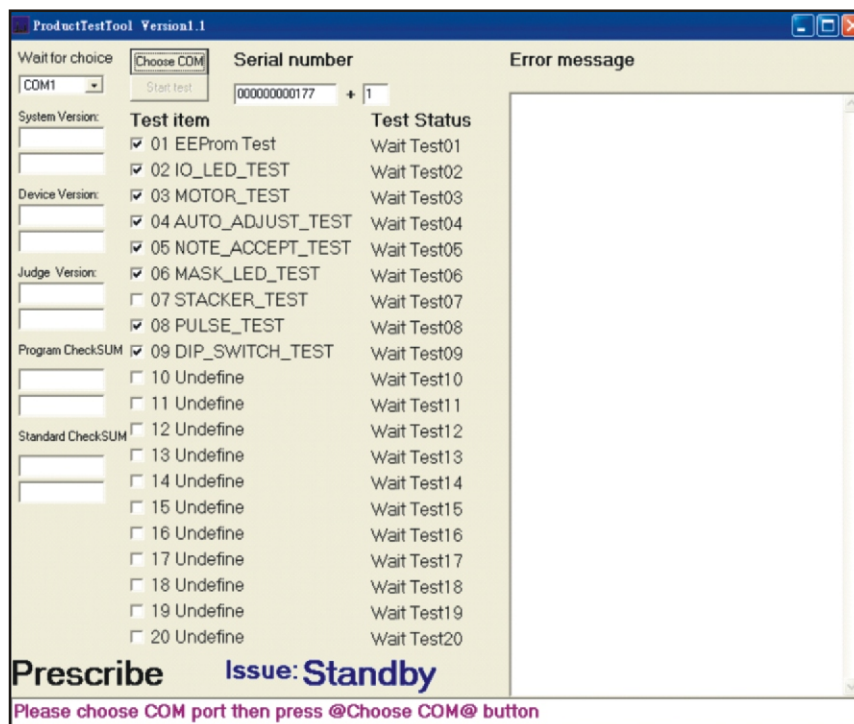 ProductTestTool Version1.1
Wait for choice
Choose COM
Serial number
Error message
COM1
Start test
000000000177 + 1
System Version:
Test item
Test Status
01 EEProm Test Wait Test01
02 IO_LED_TEST Wait Test02
03 MOTOR_TEST Wait Test03
Device Version:
04 AUTO_ADJUST_TEST Wait Test04
05 NOTE_ACCEPT_TEST Wait Test05
Judge Version:
06 MASK_LED_TEST Wait Test06
07 STACKER_TEST Wait Test07
08 PULSE_TEST Wait Test08
Program CheckSUM
09 DIP_SWITCH_TEST Wait Test09
10 Undefine Wait Test10
11 Undefine Wait Test11
12 Undefine Wait Test12
Standard CheckSUM
13 Undefine Wait Test13
14 Undefine Wait Test14
15 Undefine Wait Test15
16 Undefine Wait Test16
17 Undefine Wait Test17
18 Undefine Wait Test18
19 Undefine Wait Test19
20 Undefine Wait Test20
Prescribe
Issue: Standby
Please choose COM port then press @Choose COM@ button